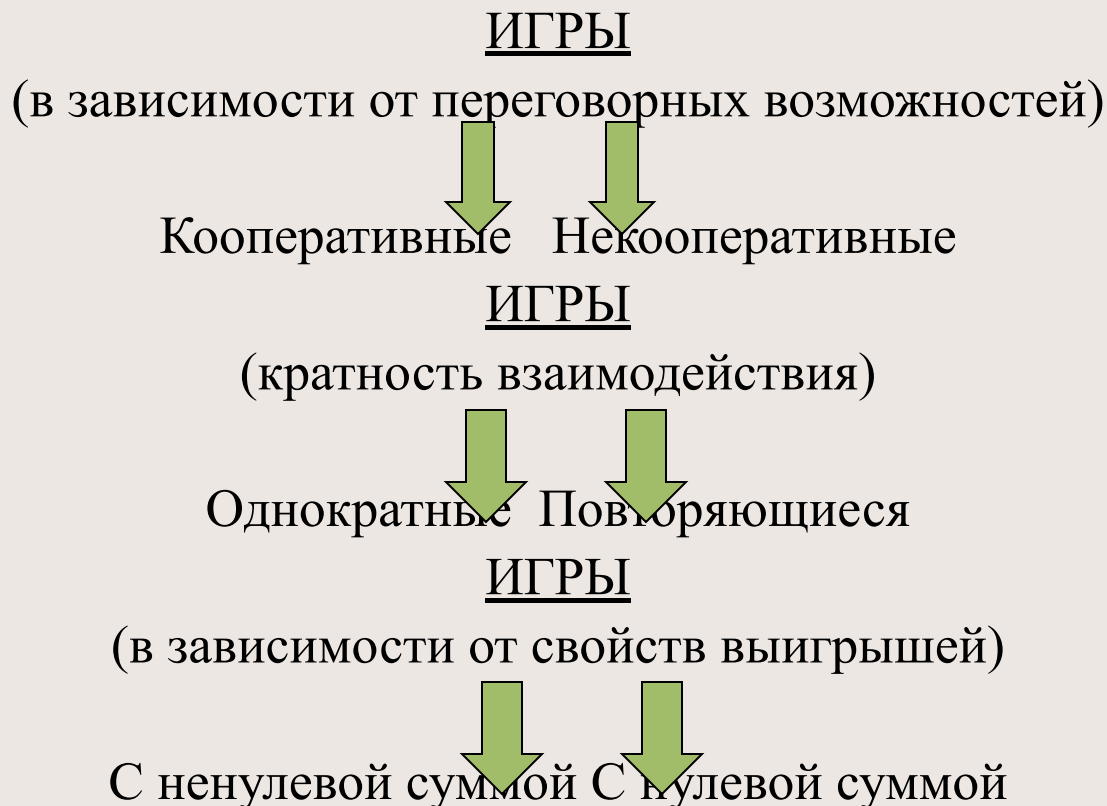 ИГРЫ
(в зависимости от переговорных возможностей)
Кооперативные Некооперативные
ИГРЫ
(кратность взаимодействия)
Однократные Повторяющиеся
ИГРЫ
(в зависимости от свойств выигрышей)
С ненулевой суммой С нулевой суммой